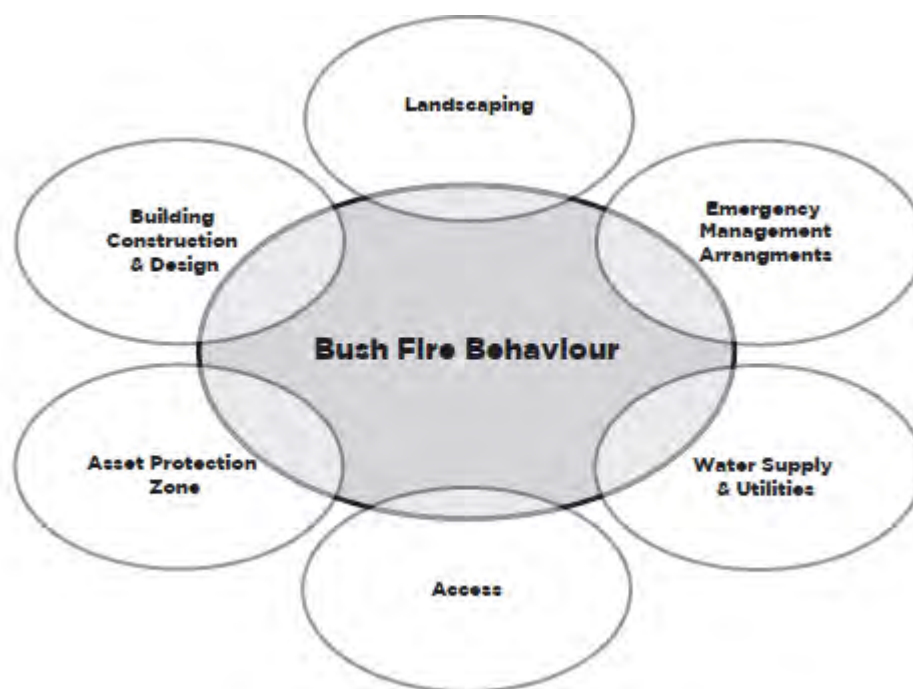 Landscaping
Building
Construction
& Design
Emergency
Management
Arrangments
Bush Fire Behaviour
Asset Protection
Zone
Water Supply
& Utilities
Access